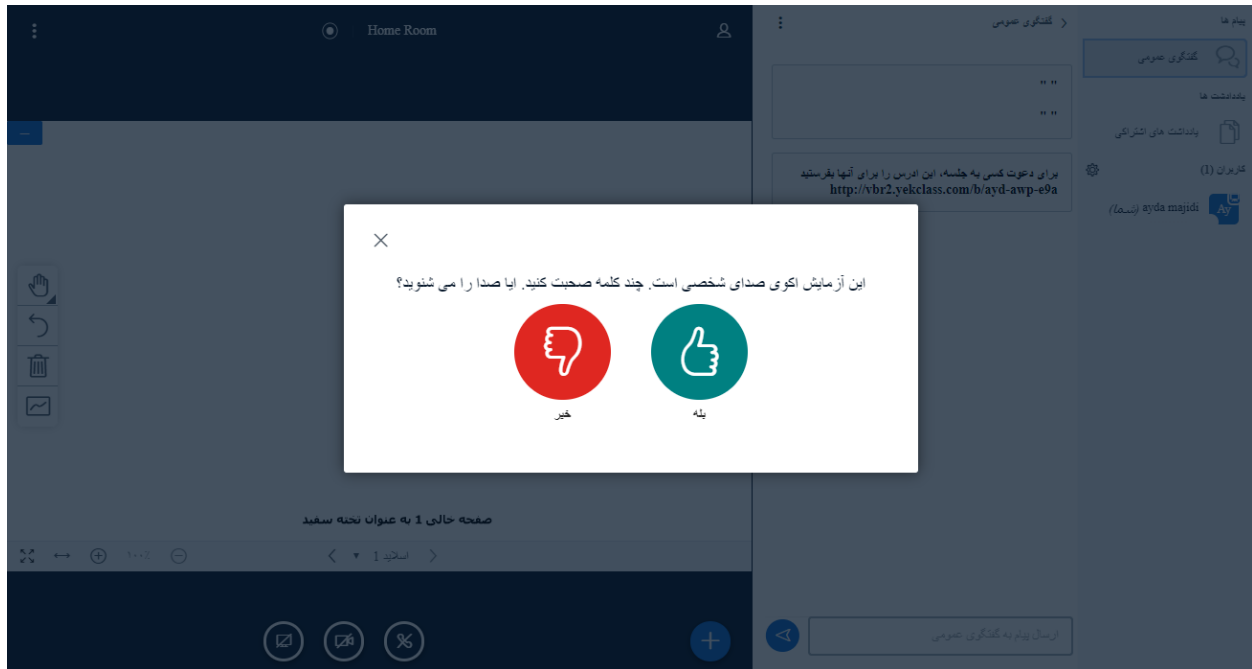 پیام ها
گفتگوی عمومی
یاددادشت ها
یادداشت های اشتراکی
کاربران (1)
Ay
ayda majidi (شما)
گفتگوی عمومی
" "
" "
برای دعوت کسی به جلسه، این ادرس را برای آنها بفرستید
http://vbr2.yekclass.com/b/ayd-awp-e9a
ارسال پیام به گفتگوی عمومی
Home Room
این آزمایش اکوی صدای شخصی است. چند کلمه صحبت کنید. ایا صدا را می شنوید؟
بله
خیر
صفحه خالی 1 به عنوان تخته سفید
اسلاید 1
۱۰۰٪